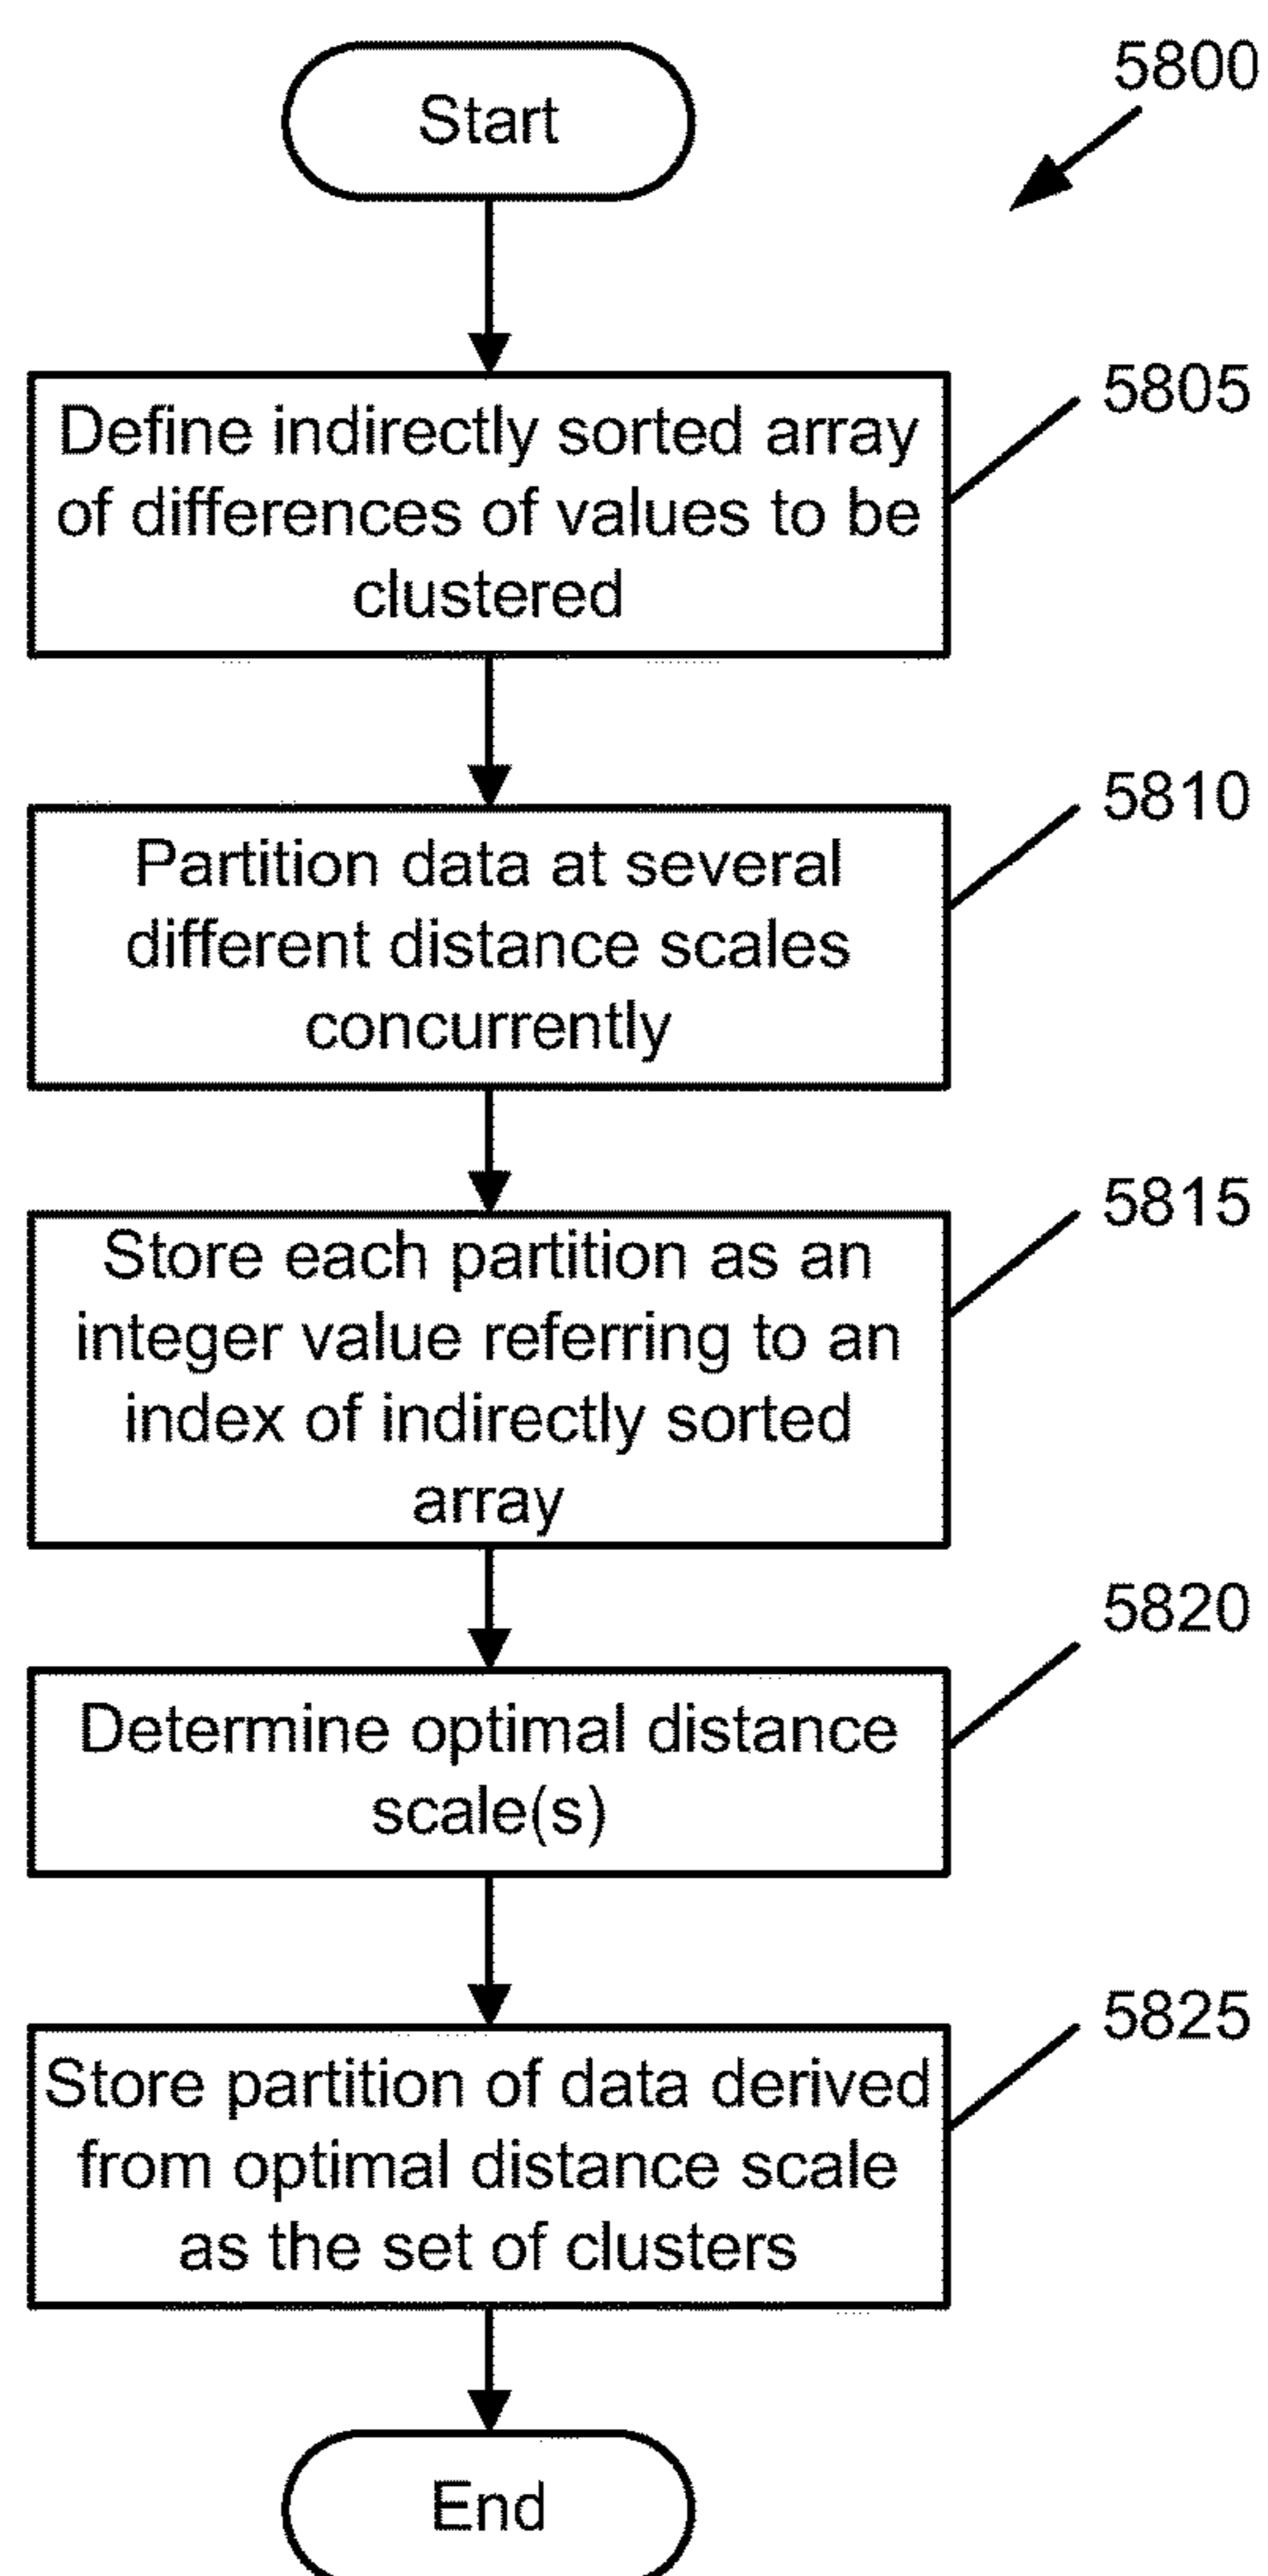 Start
5800
Define indirectly sorted array
of differences of values to be
clustered
5805
Partition data at several
different distance scales
concurrently
5810
Store each partition as an
integer value referring to an
index of indirectly sorted
array
5815
Determine optimal distance
scale(s)
5820
Store partition of data derived
from optimal distance scale
as the set of clusters
5825
End